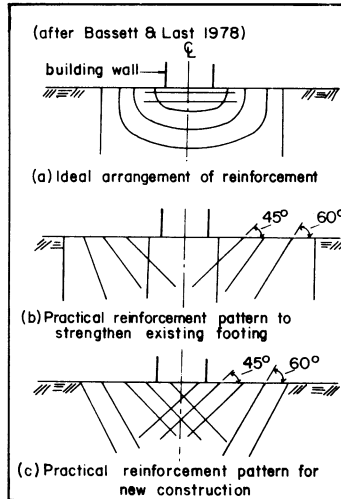 (after Bassett & Last 1978)
℄
building wall
(a) Ideal arrangement of reinforcement
45° 60°
(b) Practical reinforcement pattern to
strengthen existing footing
45° 60°
(c) Practical reinforcement pattern for
new construction